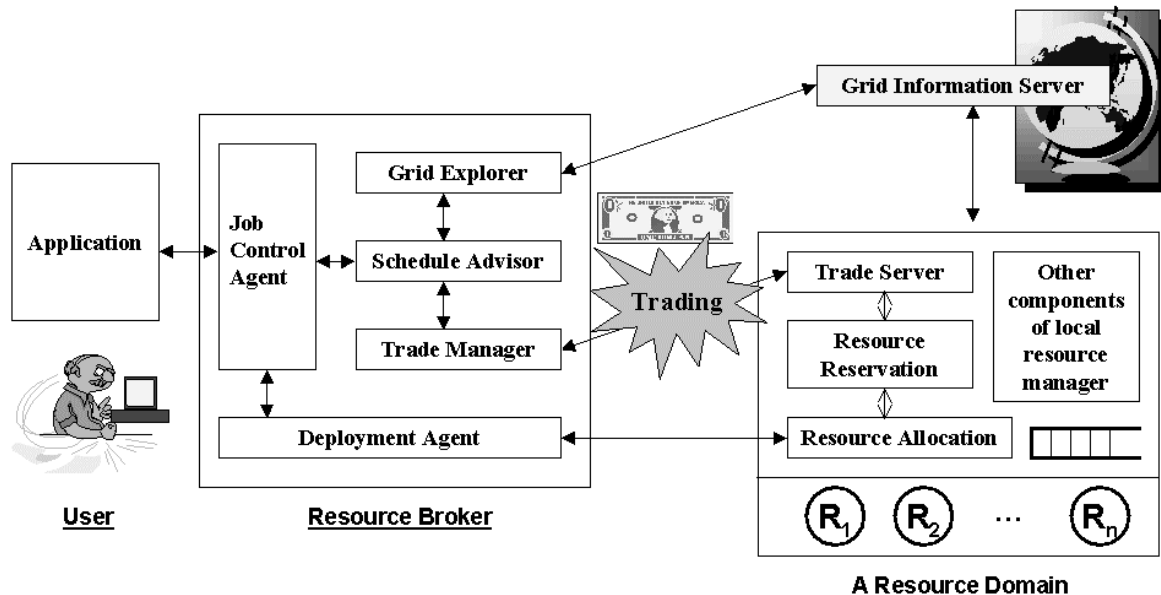 Grid Information Server
Application
Job
Control
Agent
Grid Explorer
Schedule Advisor
Trade Manager
Deployment Agent
Trading
Trade Server
Resource
Reservation
Resource Allocation
Other
components
of local
resource
manager
R1
R2
...
Rn
User
Resource Broker
A Resource Domain